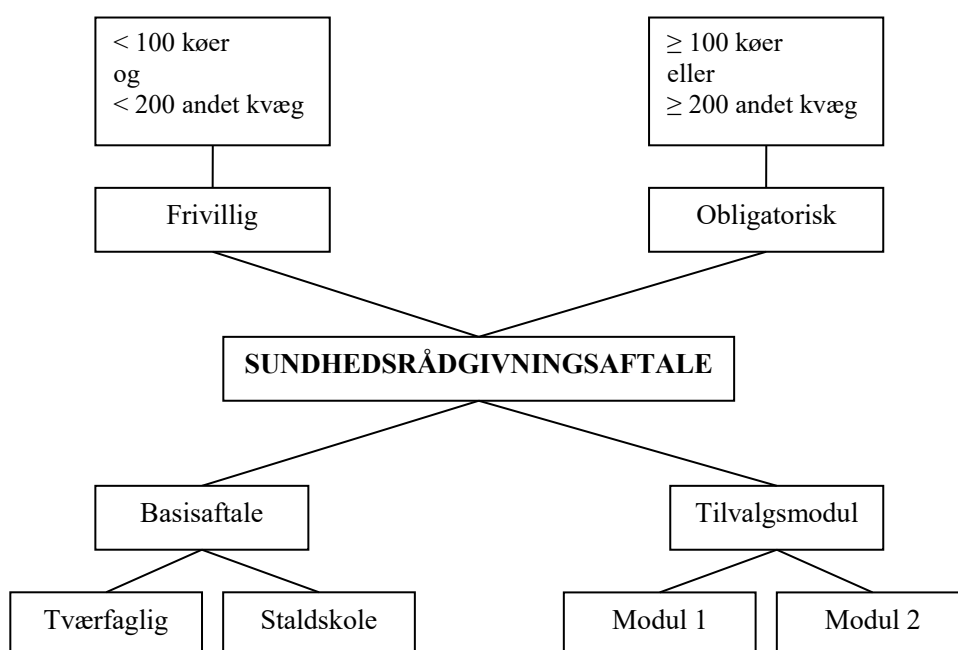 < 100 køer
og
< 200 andet kvæg
≥ 100 køer
eller
≥ 200 andet kvæg
Frivillig
Obligatorisk
SUNDHEDSRÅDGIVNINGSAFTALE
Basisaftale
Tilvalgsmodul
Tværfaglig
Staldskole
Modul 1
Modul 2